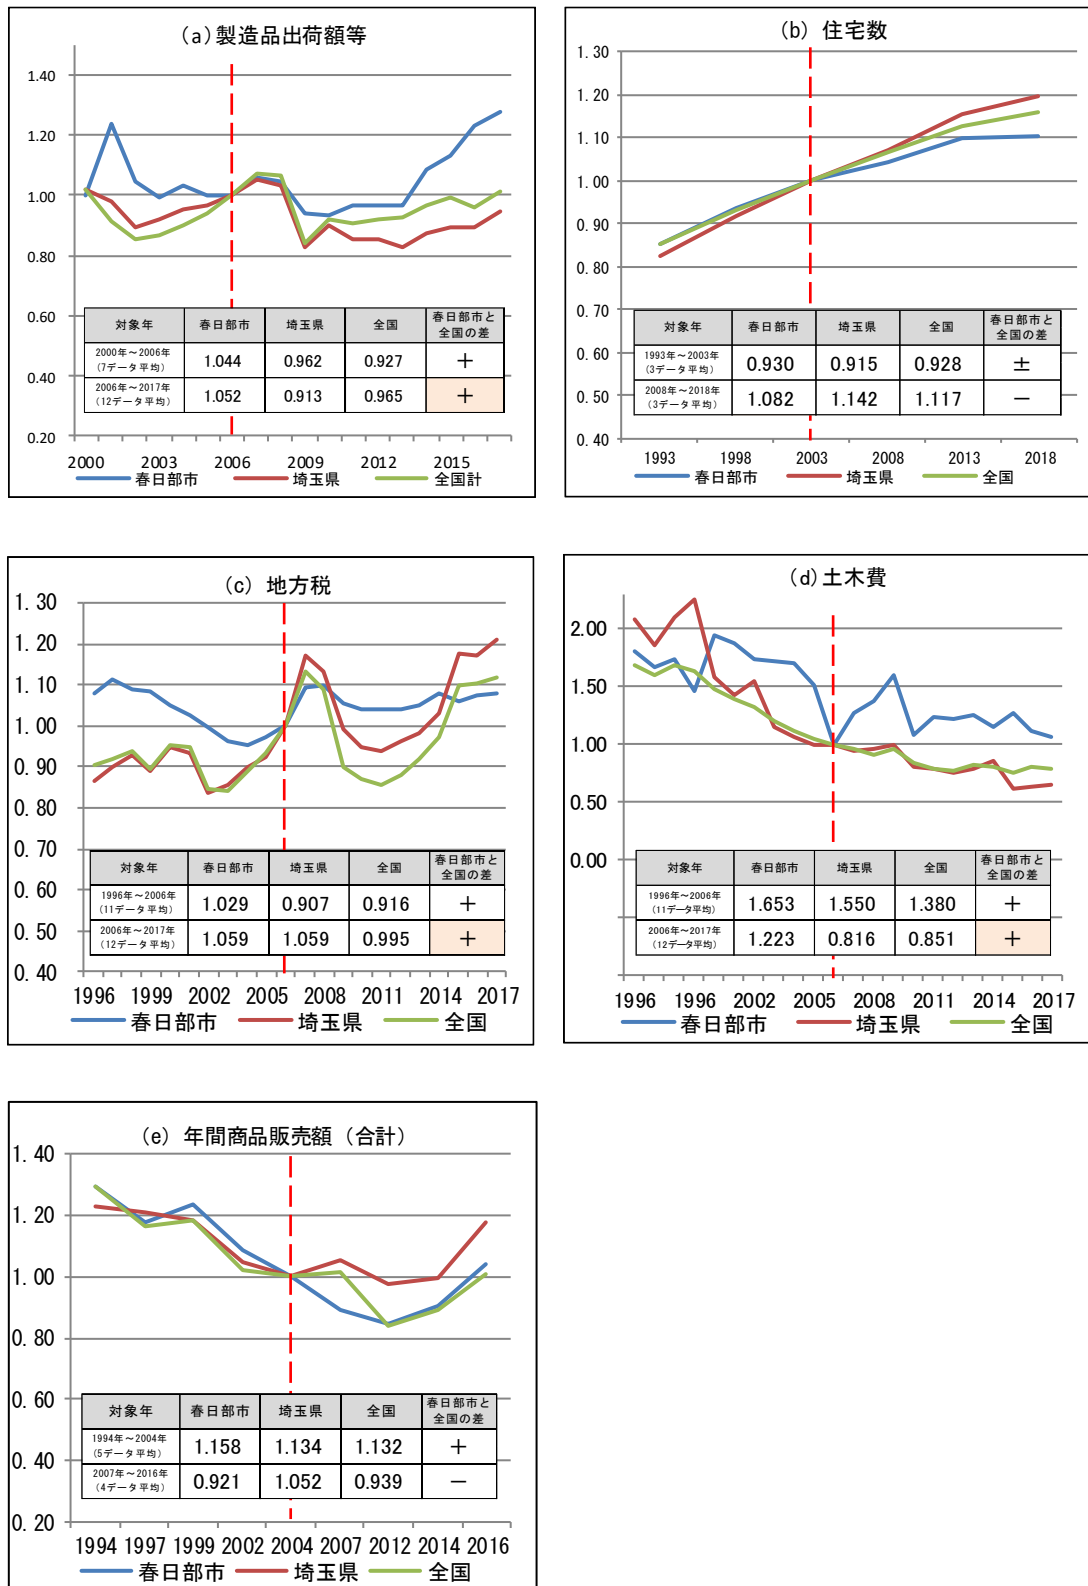 (a)製造品出荷額等
1.40
1.20
1.00
0.80
0.60
0.40
0.20
対象年 春日部市 埼玉県 全国 春日部市と全国の差
2000年～2006年 (7データ平均) 1.044 0.962 0.927 ＋
2006年～2017年 (12データ平均) 1.052 0.913 0.965 ＋
2000 2003 2006 2009 2012 2015
春日部市 埼玉県 全国計
(b) 住宅数
1.30
1.20
1.10
1.00
0.90
0.80
0.70
0.60
0.50
0.40
対象年 春日部市 埼玉県 全国 春日部市と全国の差
1993年～2003年 (3データ平均) 0.930 0.915 0.928 ±
2008年～2018年 (3データ平均) 1.082 1.142 1.117 －
1993 1998 2003 2008 2013 2018
春日部市 埼玉県 全国
(c) 地方税
1.30
1.20
1.10
1.00
0.90
0.80
0.70
0.60
0.50
0.40
対象年 春日部市 埼玉県 全国 春日部市と全国の差
1996年～2006年 (11データ平均) 1.029 0.907 0.916 ＋
2006年～2017年 (12データ平均) 1.059 1.059 0.995 ＋
1996 1999 2002 2005 2008 2011 2014 2017
春日部市 埼玉県 全国
(d)土木費
2.00
1.50
1.00
0.50
0.00
対象年 春日部市 埼玉県 全国 春日部市と全国の差
1996年～2006年 (11データ平均) 1.653 1.550 1.380 ＋
2006年～2017年 (12データ平均) 1.223 0.816 0.851 ＋
1996 1996 2002 2005 2008 2011 2014 2017
春日部市 埼玉県 全国
(e) 年間商品販売額（合計）
1.40
1.20
1.00
0.80
0.60
0.40
0.20
対象年 春日部市 埼玉県 全国 春日部市と全国の差
1994年～2004年 (5データ平均) 1.158 1.134 1.132 ＋
2007年～2016年 (4データ平均) 0.921 1.052 0.939 －
1994 1997 1999 2002 2004 2007 2012 2014 2016
春日部市 埼玉県 全国